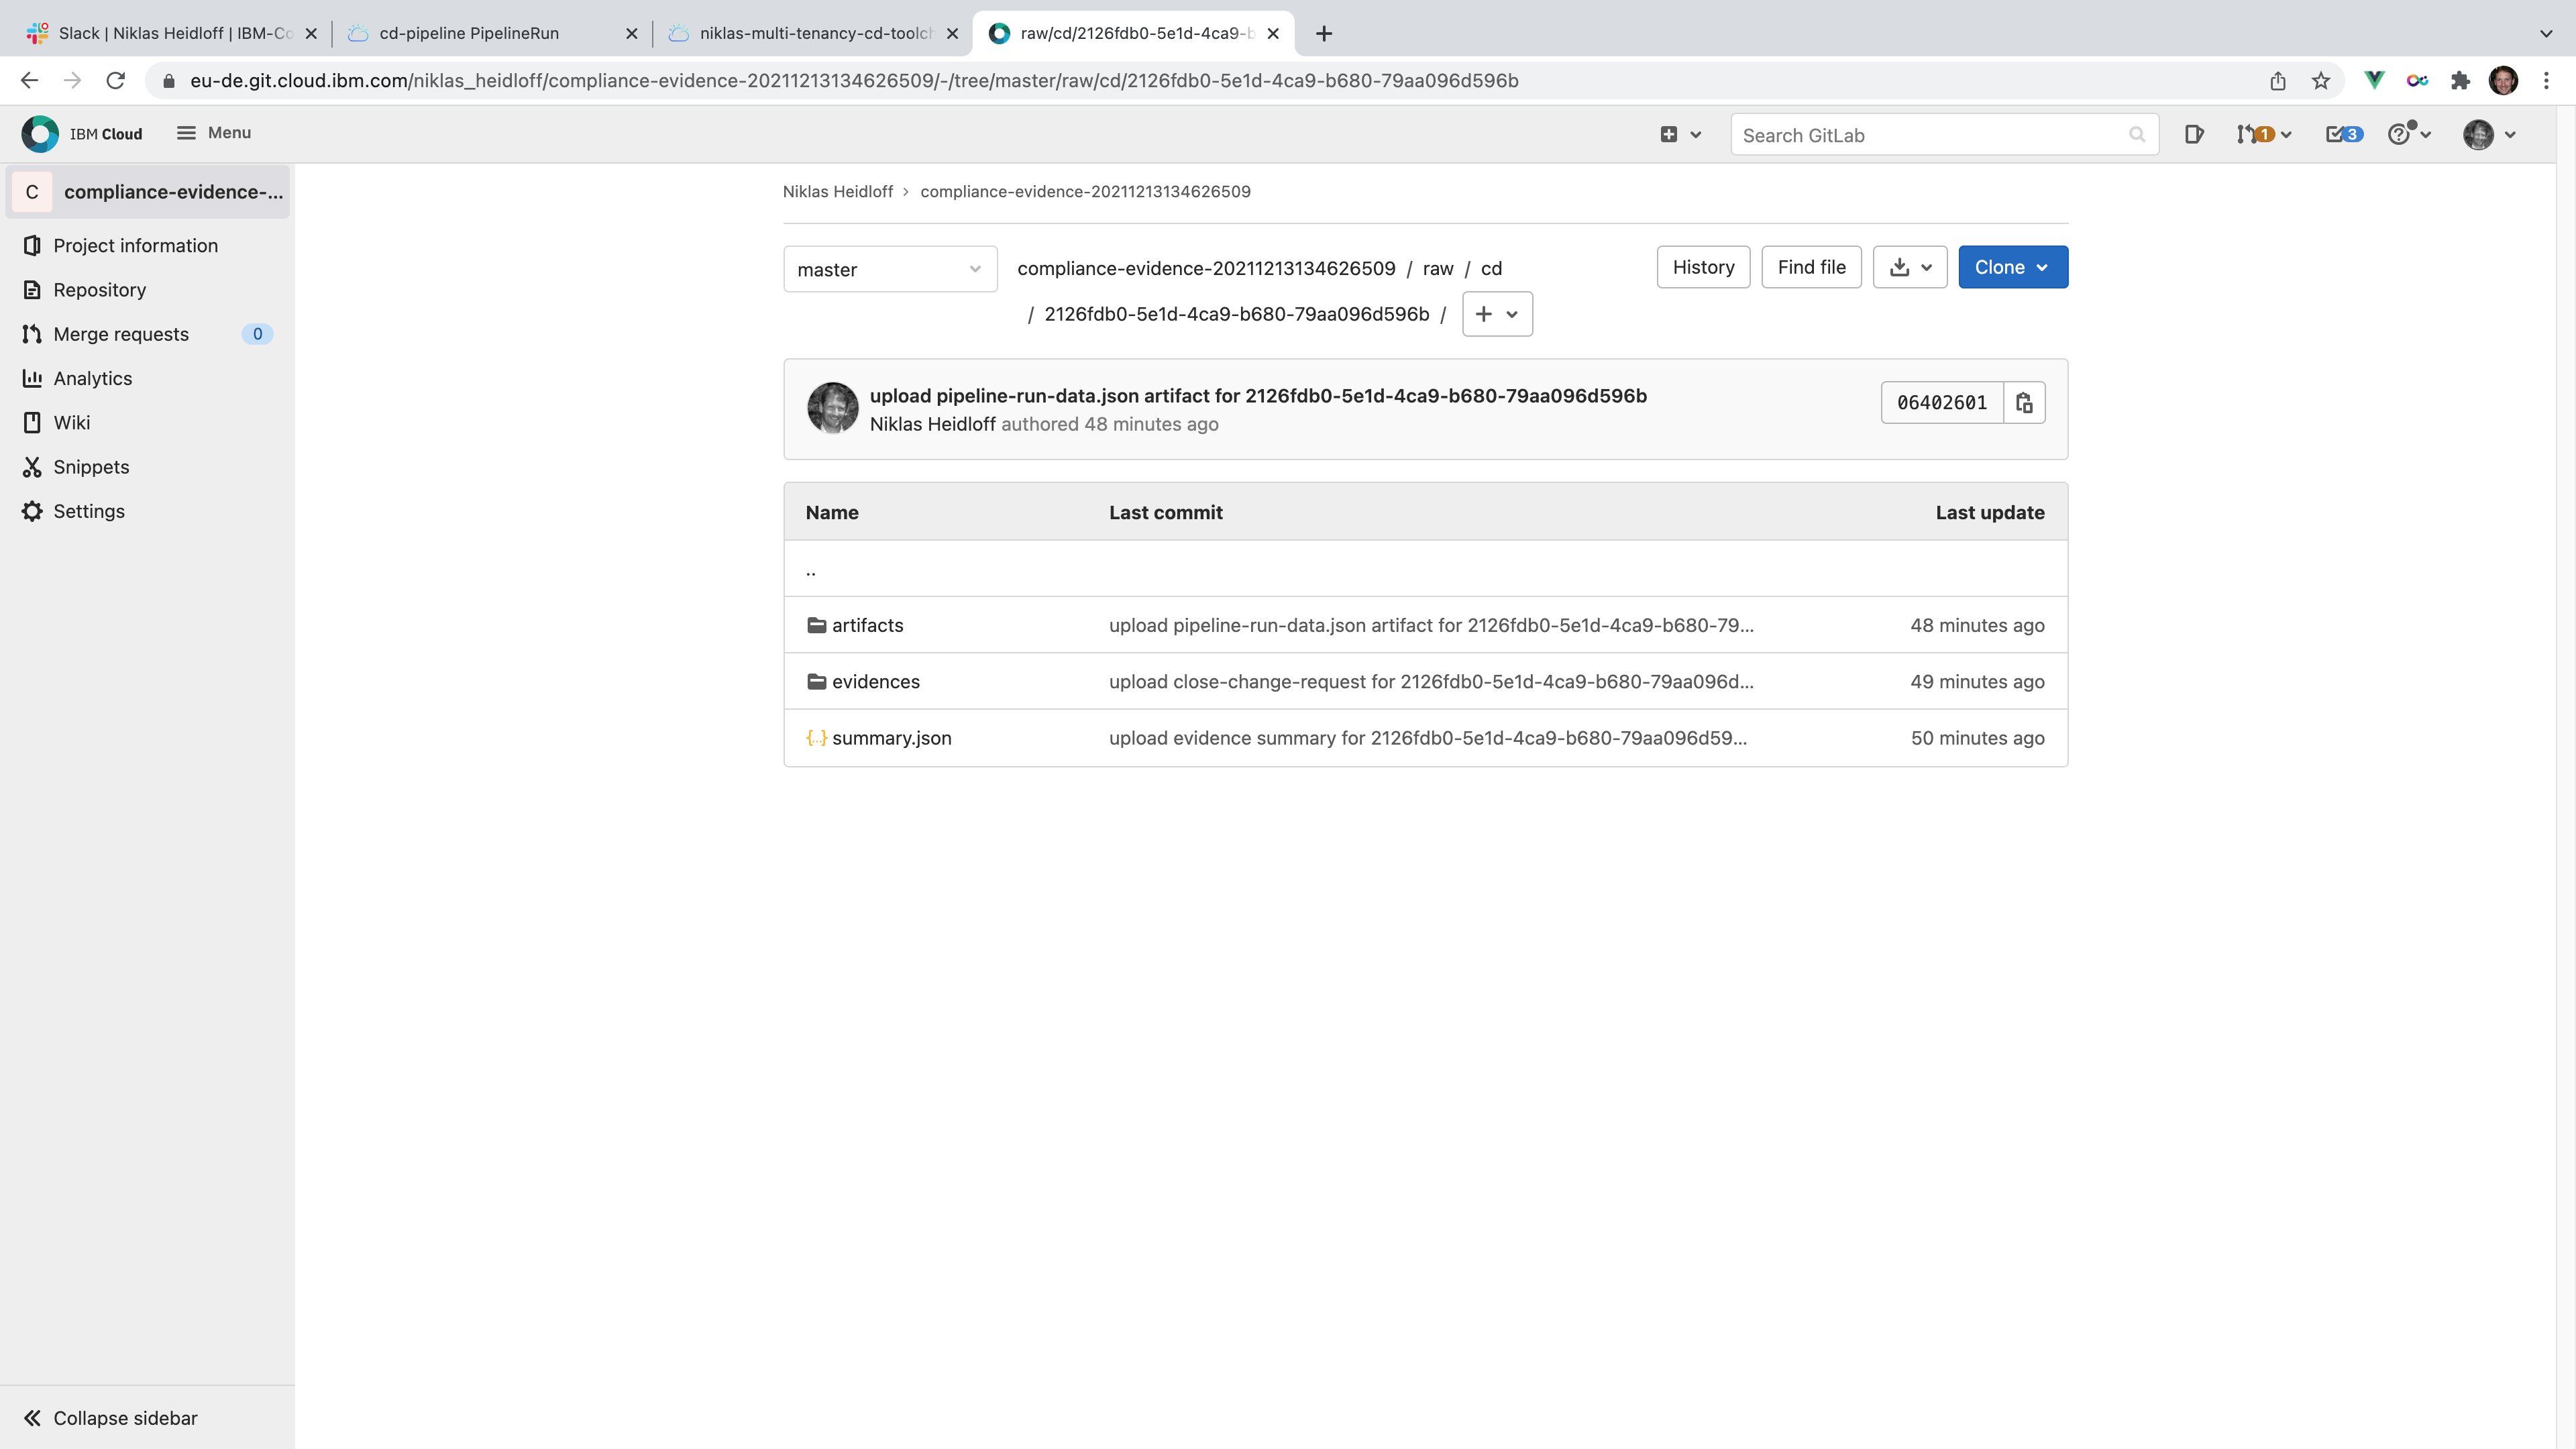 Slack | Niklas Heidloff | IBM-Co
cd-pipeline PipelineRun
niklas-multi-tenancy-cd-toolch
raw/cd/2126fdb0-5e1d-4ca9-b
eu-de.git.cloud.ibm.com/niklas_heidloff/compliance-evidence-20211213134626509/-/tree/master/raw/cd/2126fdb0-5e1d-4ca9-b680-79aa096d596b
IBM Cloud
Menu
Search GitLab
1
3
C compliance-evidence-...
Project information
Repository
Merge requests 0
Analytics
Wiki
Snippets
Settings
Collapse sidebar
Niklas Heidloff > compliance-evidence-20211213134626509
master
compliance-evidence-20211213134626509 / raw / cd
/ 2126fdb0-5e1d-4ca9-b680-79aa096d596b /
History
Find file
Clone
upload pipeline-run-data.json artifact for 2126fdb0-5e1d-4ca9-b680-79aa096d596b
Niklas Heidloff authored 48 minutes ago
06402601
Name Last commit Last update
..
artifacts upload pipeline-run-data.json artifact for 2126fdb0-5e1d-4ca9-b680-79... 48 minutes ago
evidences upload close-change-request for 2126fdb0-5e1d-4ca9-b680-79aa096d... 49 minutes ago
{..} summary.json upload evidence summary for 2126fdb0-5e1d-4ca9-b680-79aa096d59... 50 minutes ago